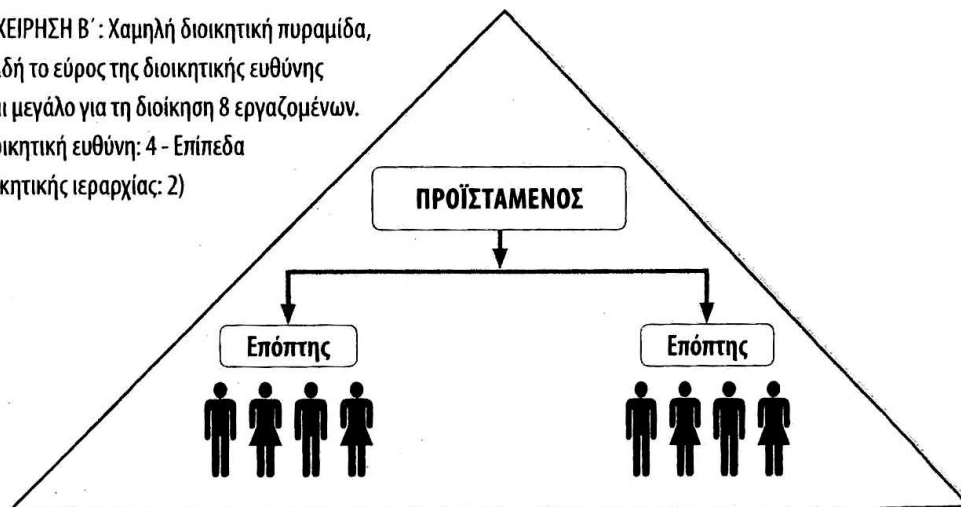 ΧΕΙΡΗΣΗ Β΄: Χαμηλή διοικητική πυραμίδα,
δή το εύρος της διοικητικής ευθύνης
ι μεγάλο για τη διοίκηση 8 εργαζομένων.
οικητική ευθύνη: 4 - Επίπεδα
κητικής ιεραρχίας: 2)
ΠΡΟΪΣΤΑΜΕΝΟΣ
Επόπτης
Επόπτης